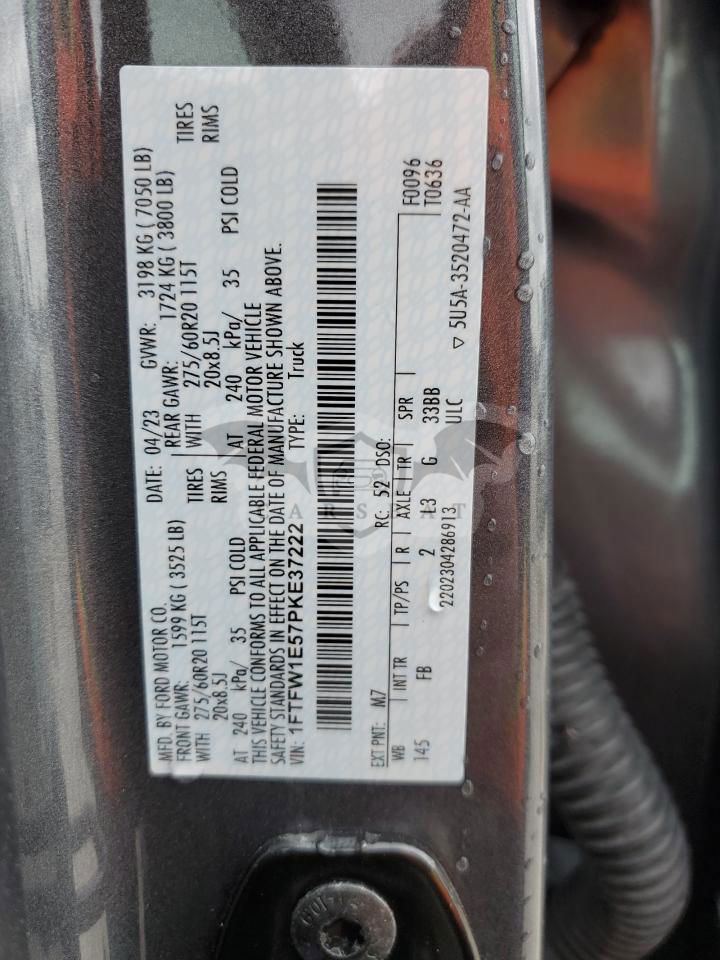 MFD. BY FORD MOTOR CO. DATE: 04/23 GVWR: 3198 KG ( 7050 LB)
FRONT GAWR: 1599 KG ( 3525 LB) REAR GAWR: 1724 KG ( 3800 LB)
WITH 275/60R20 115T TIRES WITH 275/60R20 115T TIRES
20x8.5J RIMS 20x8.5J RIMS
AT 240 kPa/ 35 PSI COLD AT 240 kPa/ 35 PSI COLD
THIS VEHICLE CONFORMS TO ALL APPLICABLE FEDERAL MOTOR VEHICLE
SAFETY STANDARDS IN EFFECT ON THE DATE OF MANUFACTURE SHOWN ABOVE.
VIN: 1FTFW1E57PKE37222 TYPE: Truck
EXT PNT: M7 RC: 52 DSO: F0096
WB INT TR TP/PS R AXLE TR SPR T0636
145 FB 2 L3 G 33BB
2202304286913 ULC ▽ 5U5A-3520472-AA